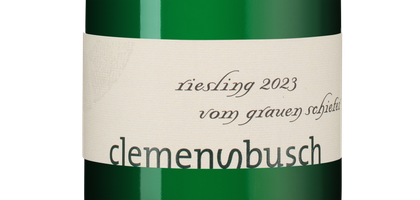 riesling 2023
vom grauen schiefer
clemensbusch